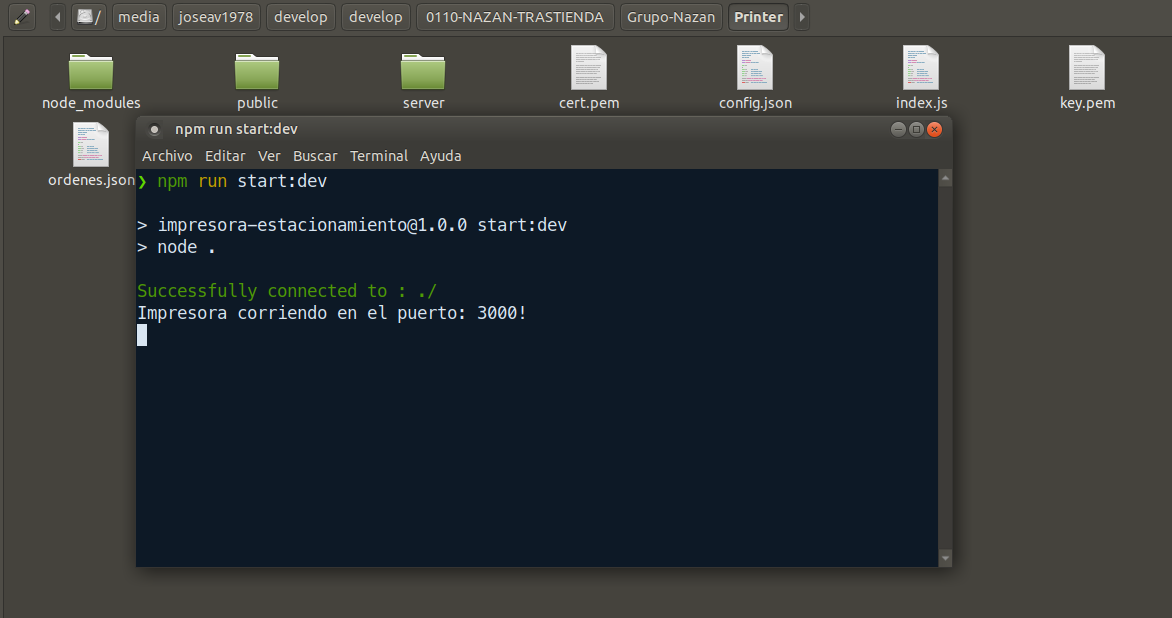 / media joseav1978 develop develop 0110-NAZAN-TRASTIENDA Grupo-Nazan Printer
node_modules public server cert.pem config.json index.js key.pem
ordenes.json
npm run start:dev
Archivo Editar Ver Buscar Terminal Ayuda
❯ npm run start:dev
> impresora-estacionamiento@1.0.0 start:dev
> node .
Successfully connected to : ./
Impresora corriendo en el puerto: 3000!